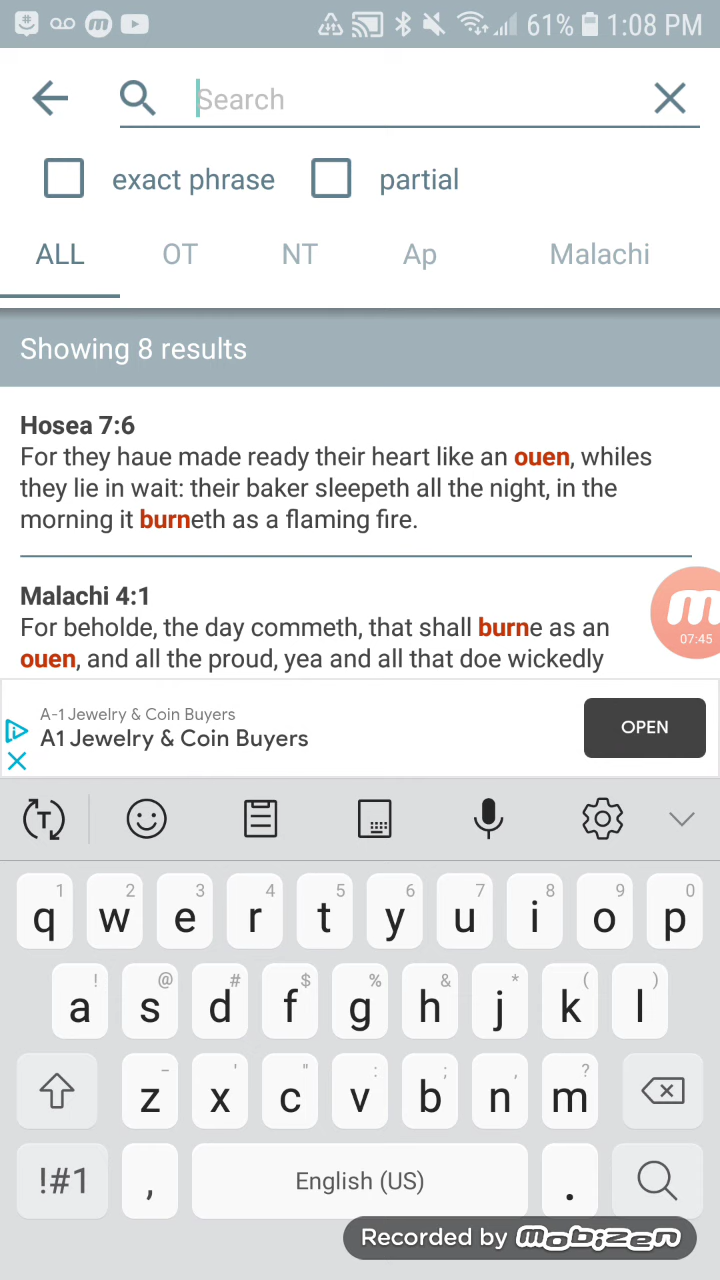 61% 1:08 PM
Search
exact phrase partial
ALL OT NT Ap Malachi
Showing 8 results
Hosea 7:6
For they haue made ready their heart like an ouen, whiles
they lie in wait: their baker sleepeth all the night, in the
morning it burneth as a flaming fire.
Malachi 4:1
For beholde, the day commeth, that shall burne as an
ouen, and all the proud, yea and all that doe wickedly
m
07:45
A-1 Jewelry & Coin Buyers
A1 Jewelry & Coin Buyers
OPEN
T
1 2 3 4 5 6 7 8 9 0
q w e r t y u i o p
! @ # $ % & * ( )
a s d f g h j k l
- ' " : ; , ?
z x c v b n m
!#1 , English (US) .
Recorded by mobizen